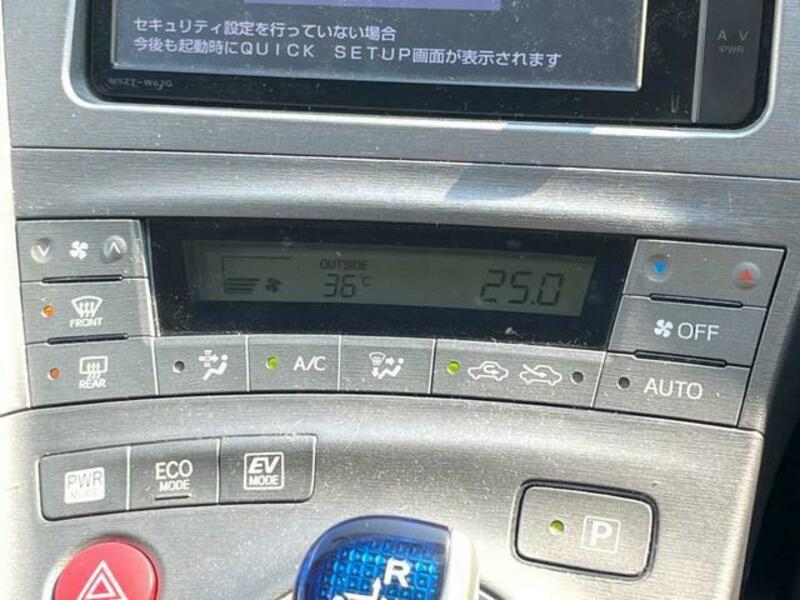 セキュリティ設定を行っていない場合
今後も起動時にQUICK SETUP画面が表示されます
NSZT-W62G
A V
PWR
OUTSIDE
36℃
25.0
FRONT
OFF
REAR
A/C
AUTO
PWR MODE
ECO MODE
EV MODE
P
R